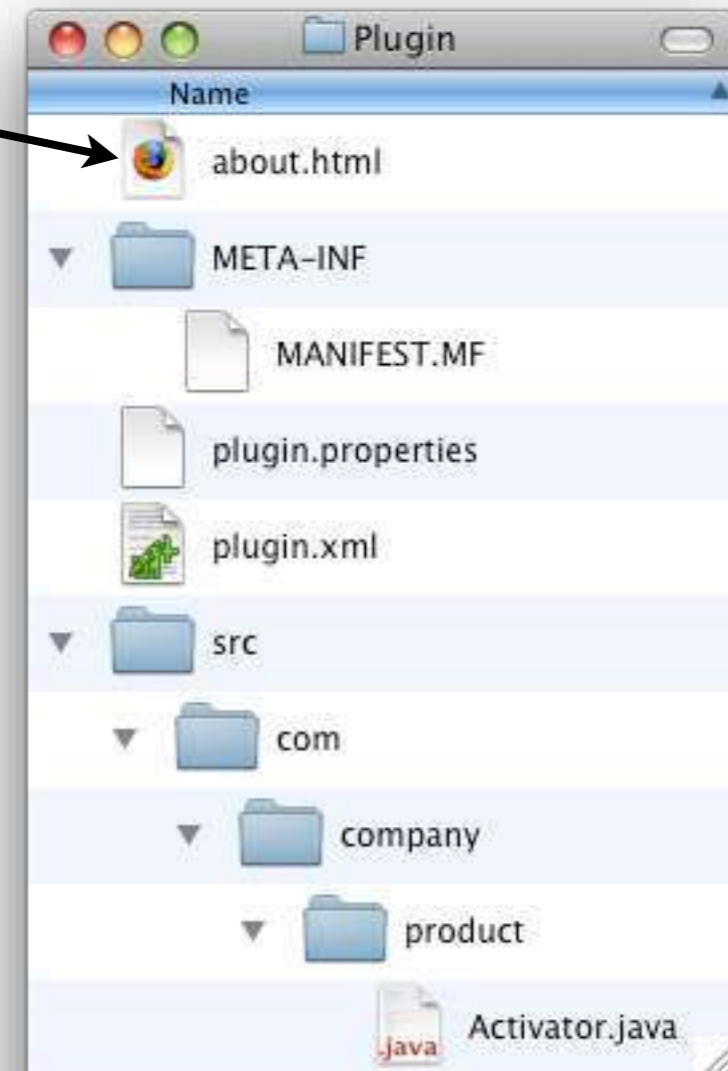 Plugin
Name
about.html
META-INF
MANIFEST.MF
plugin.properties
plugin.xml
src
com
company
product
.java
Activator.java